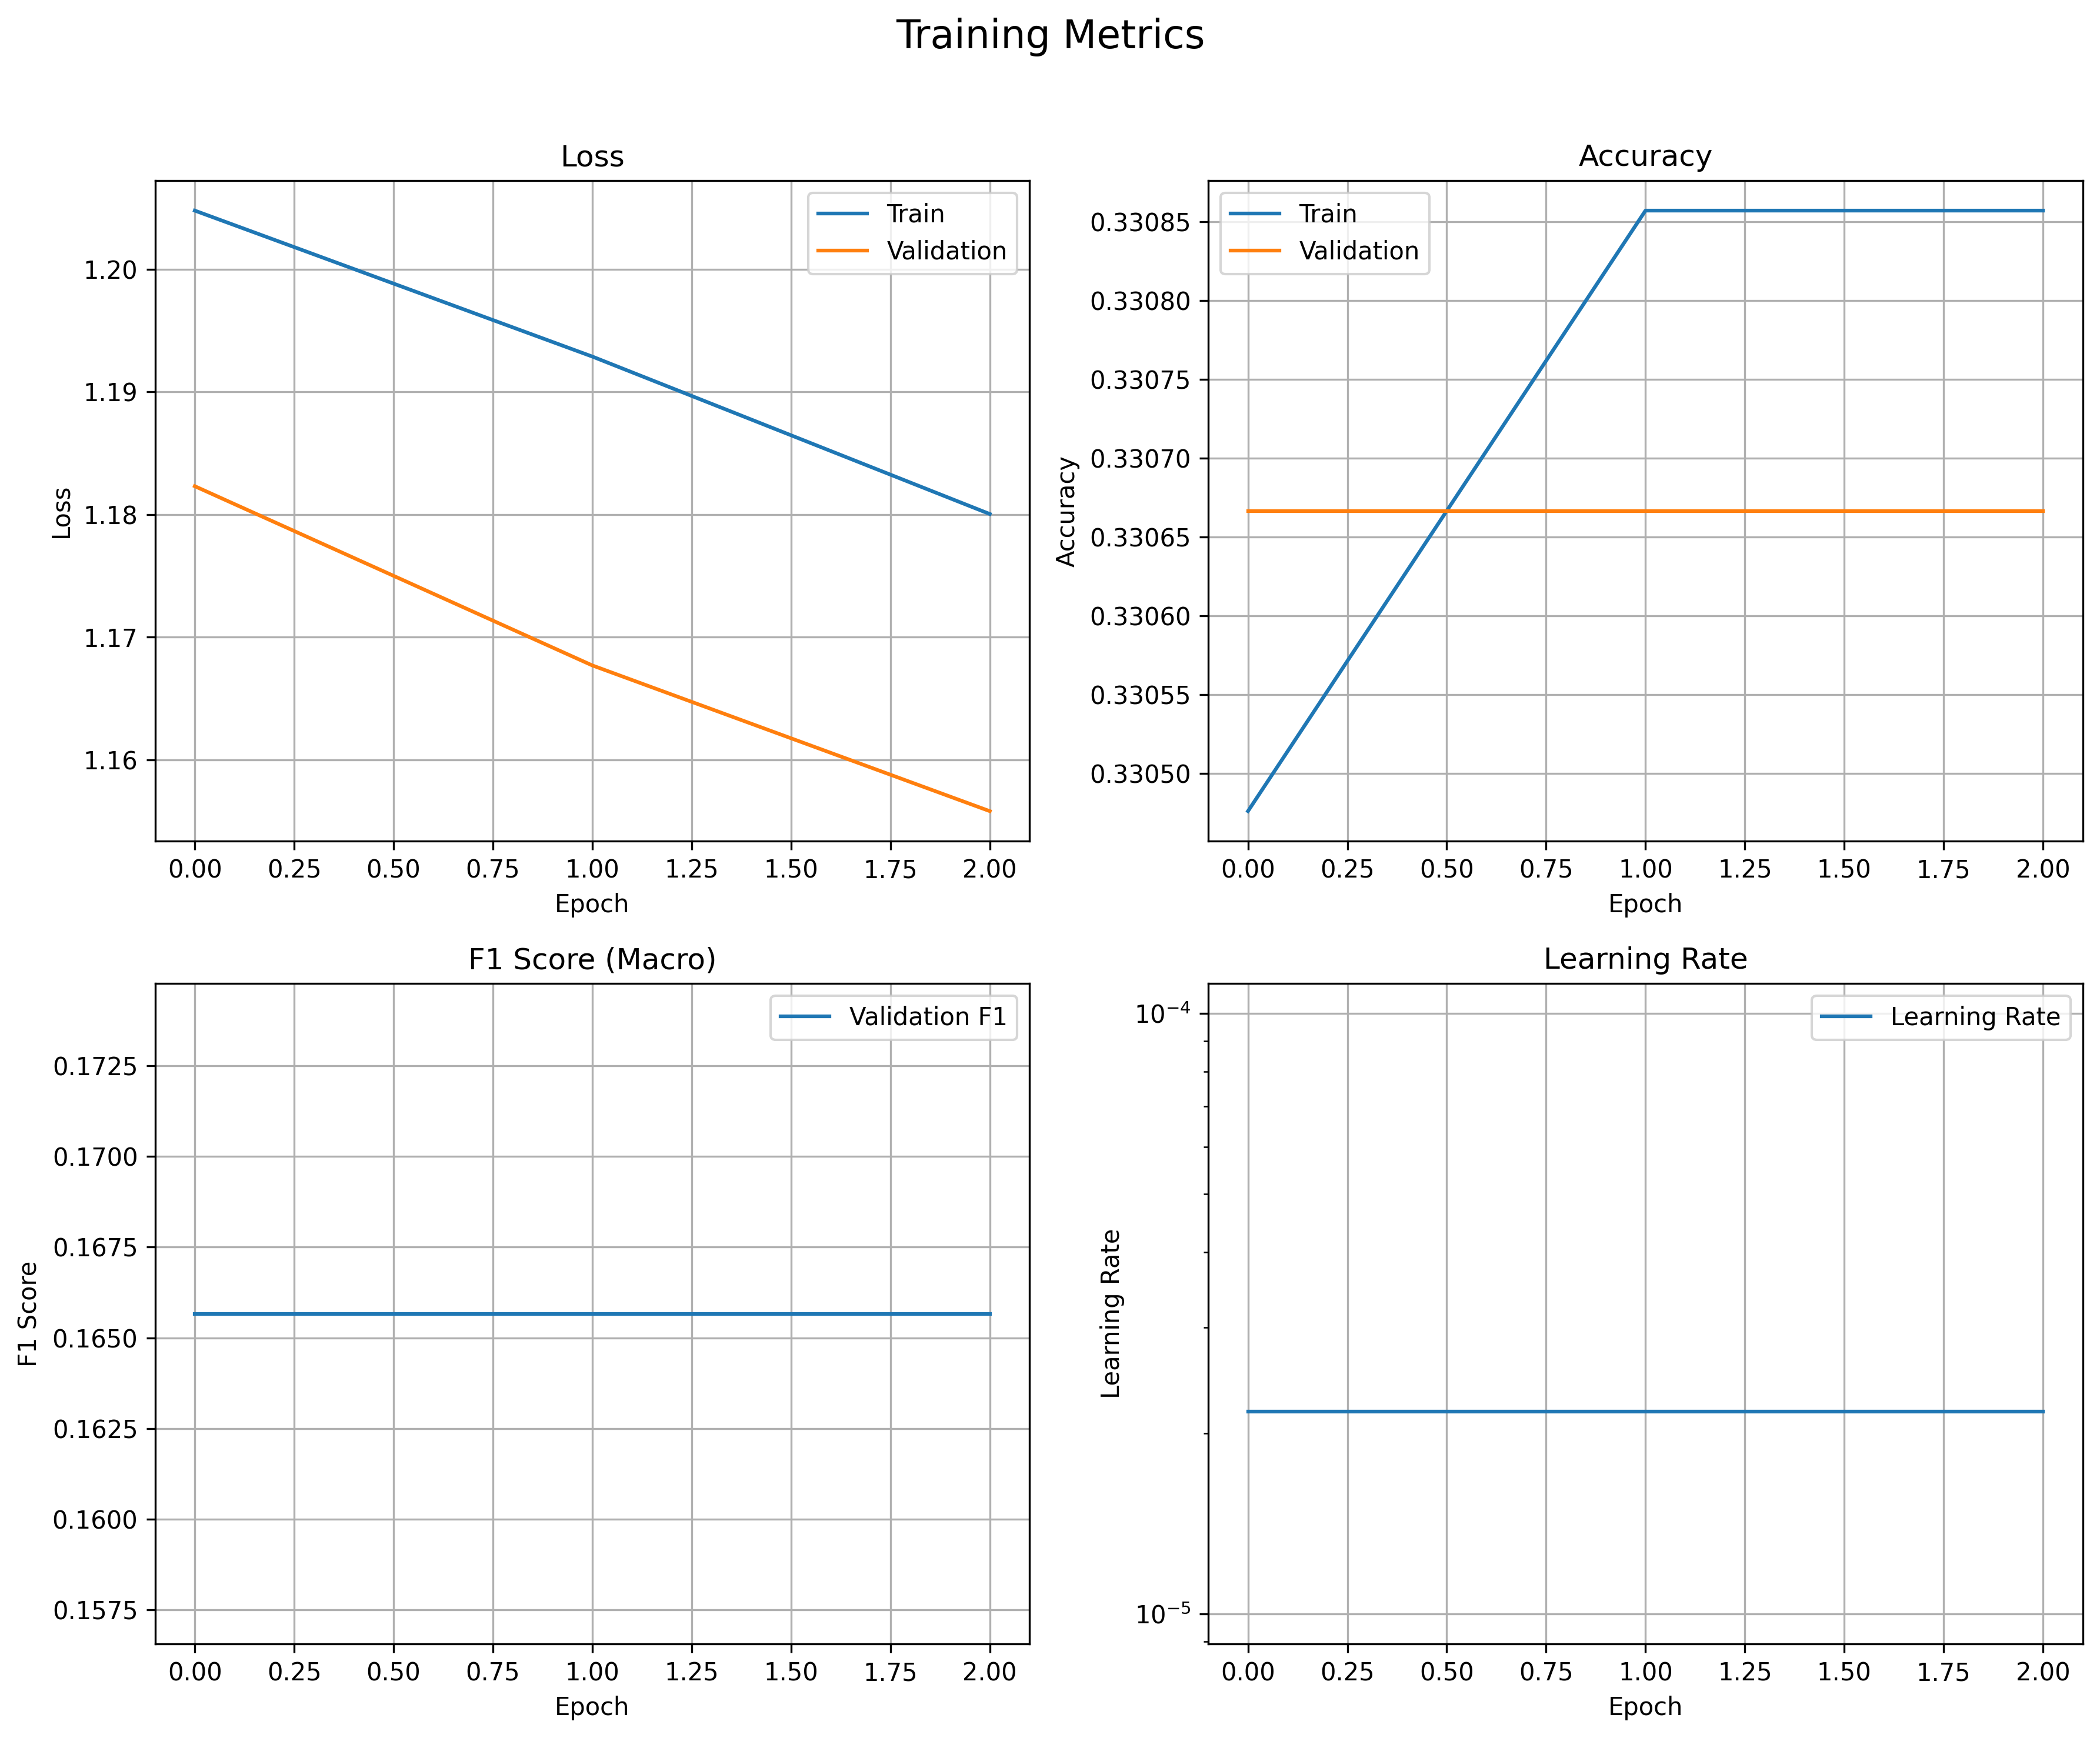 Training Metrics
Loss
Train
Validation
1.20
1.19
1.18
1.17
1.16
Loss
0.00 0.25 0.50 0.75 1.00 1.25 1.50 1.75 2.00
Epoch
Accuracy
Train
Validation
0.33085
0.33080
0.33075
0.33070
0.33065
0.33060
0.33055
0.33050
Accuracy
0.00 0.25 0.50 0.75 1.00 1.25 1.50 1.75 2.00
Epoch
F1 Score (Macro)
Validation F1
0.1725
0.1700
0.1675
0.1650
0.1625
0.1600
0.1575
F1 Score
0.00 0.25 0.50 0.75 1.00 1.25 1.50 1.75 2.00
Epoch
Learning Rate
Learning Rate
10⁻⁴
10⁻⁵
Learning Rate
0.00 0.25 0.50 0.75 1.00 1.25 1.50 1.75 2.00
Epoch